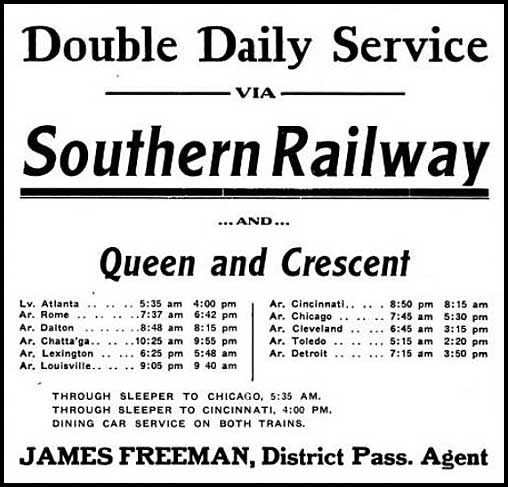 Double Daily Service
VIA
Southern Railway
...AND...
Queen and Crescent
Lv. Atlanta .. .. .. .. 5:35 am 4:00 pm
Ar. Rome .. .. .. ..7:37 am 6:42 pm
Ar. Dalton .. .. .. ..8:48 am 8:15 pm
Ar. Chatta'ga.. .. ..10:25 am 9:55 pm
Ar. Lexington .. .. 6:25 pm 5:48 am
Ar. Louisville.. .. .. 9:05 pm 9 40 am
Ar. Cincinnati.. .. . 8:50 pm 8:15 am
Ar. Chicago .. .. .. 7:45 am 5:30 pm
Ar. Cleveland .. .. 6:45 am 3:15 pm
Ar. Toledo .. .. .. ..5:15 am 2:20 pm
Ar. Detroit .. .. .. 7:15 am 3:50 pm
THROUGH SLEEPER TO CHICAGO, 5:35 AM.
THROUGH SLEEPER TO CINCINNATI, 4:00 PM.
DINING CAR SERVICE ON BOTH TRAINS.
JAMES FREEMAN, District Pass. Agent